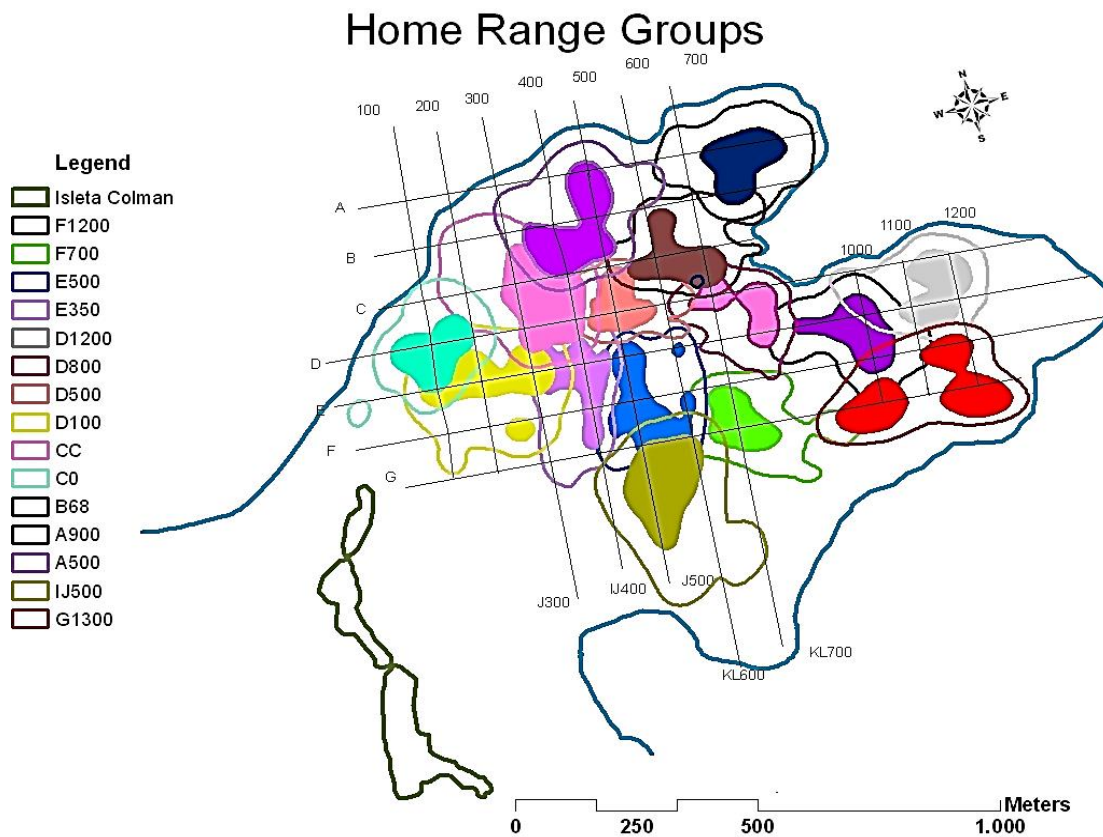 Home Range Groups
N
W E
S
100 200 300 400 500 600 700
A
B
C
D
E
F
G
1000 1100 1200
J300 IJ400 J500
KL600 KL700
Legend
Isleta Colman
F1200
F700
E500
E350
D1200
D800
D500
D100
CC
C0
B68
A900
A500
IJ500
G1300
Meters
0 250 500 1.000